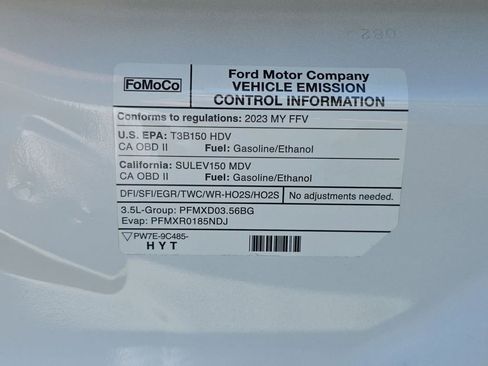 FoMoCo
Ford Motor Company
VEHICLE EMISSION
CONTROL INFORMATION
Conforms to regulations: 2023 MY FFV
U.S. EPA: T3B150 HDV
CA OBD II Fuel: Gasoline/Ethanol
California: SULEV150 MDV
CA OBD II Fuel: Gasoline/Ethanol
DFI/SFI/EGR/TWC/WR-HO2S/HO2S No adjustments needed.
3.5L-Group: PFMXD03.56BG
Evap: PFMXR0185NDJ
PW7E-9C485-
HYT